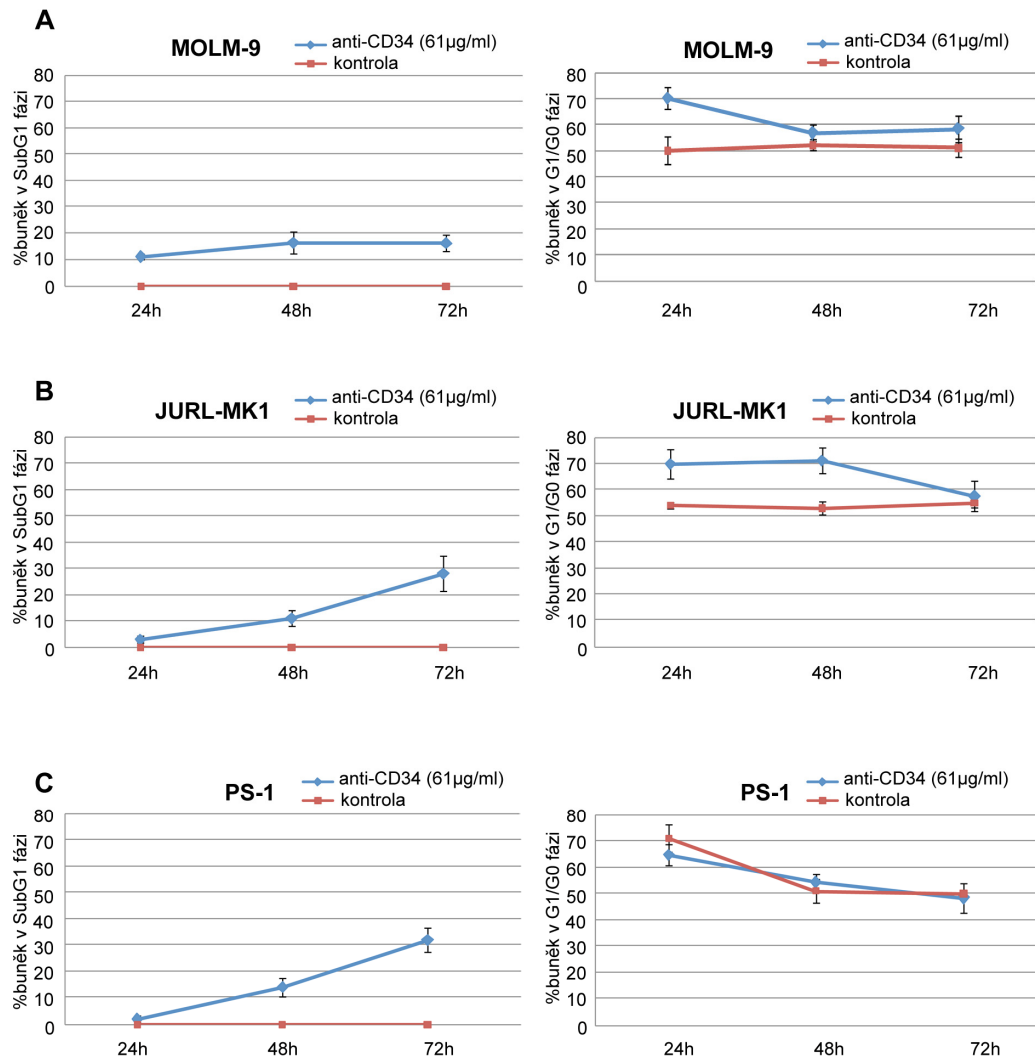 A
MOLM-9
anti-CD34 (61µg/ml)
kontrola
%buněk v SubG1 fázi
80
70
60
50
40
30
20
10
0
24h 48h 72h
MOLM-9
anti-CD34 (61µg/ml)
kontrola
%buněk v G1/G0 fázi
80
70
60
50
40
30
20
10
0
24h 48h 72h
B
JURL-MK1
anti-CD34 (61µg/ml)
kontrola
%buněk v SubG1 fázi
80
70
60
50
40
30
20
10
0
24h 48h 72h
JURL-MK1
anti-CD34 (61µg/ml)
kontrola
%buněk v G1/G0 fázi
80
70
60
50
40
30
20
10
0
24h 48h 72h
C
PS-1
anti-CD34 (61µg/ml)
kontrola
%buněk v SubG1 fázi
80
70
60
50
40
30
20
10
0
24h 48h 72h
PS-1
anti-CD34 (61µg/ml)
kontrola
%buněk v G1/G0 fázi
80
70
60
50
40
30
20
10
0
24h 48h 72h